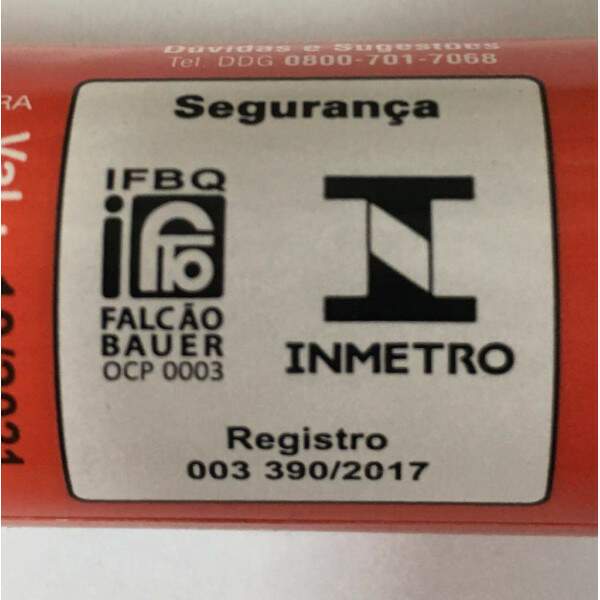 Dúvidas e Sugestões
Tel. DDG 0800-701-7068
Segurança
IFBQ
FALCÃO
BAUER
OCP 0003
INMETRO
Registro
003 390/2017